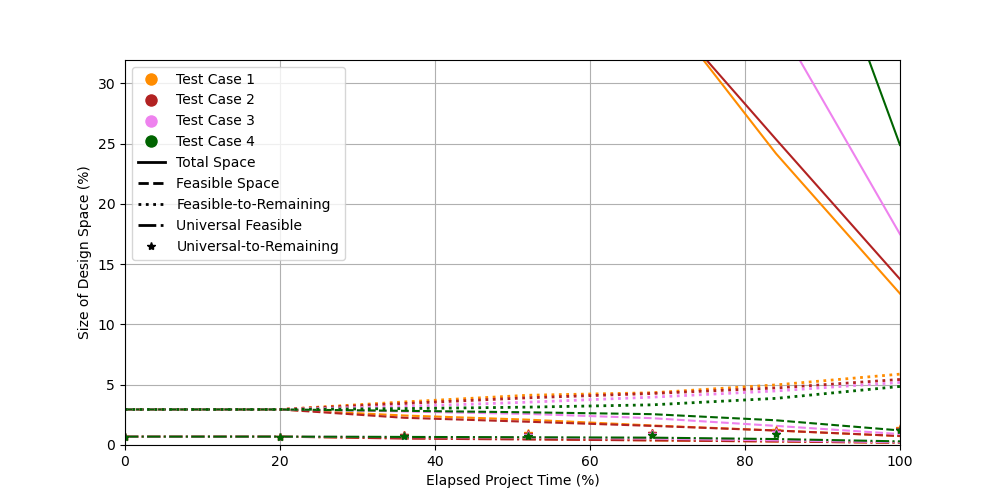 Test Case 1
Test Case 2
Test Case 3
Test Case 4
Total Space
Feasible Space
Feasible-to-Remaining
Universal Feasible
Universal-to-Remaining
Size of Design Space (%)
30
25
20
15
10
5
0
0 20 40 60 80 100
Elapsed Project Time (%)